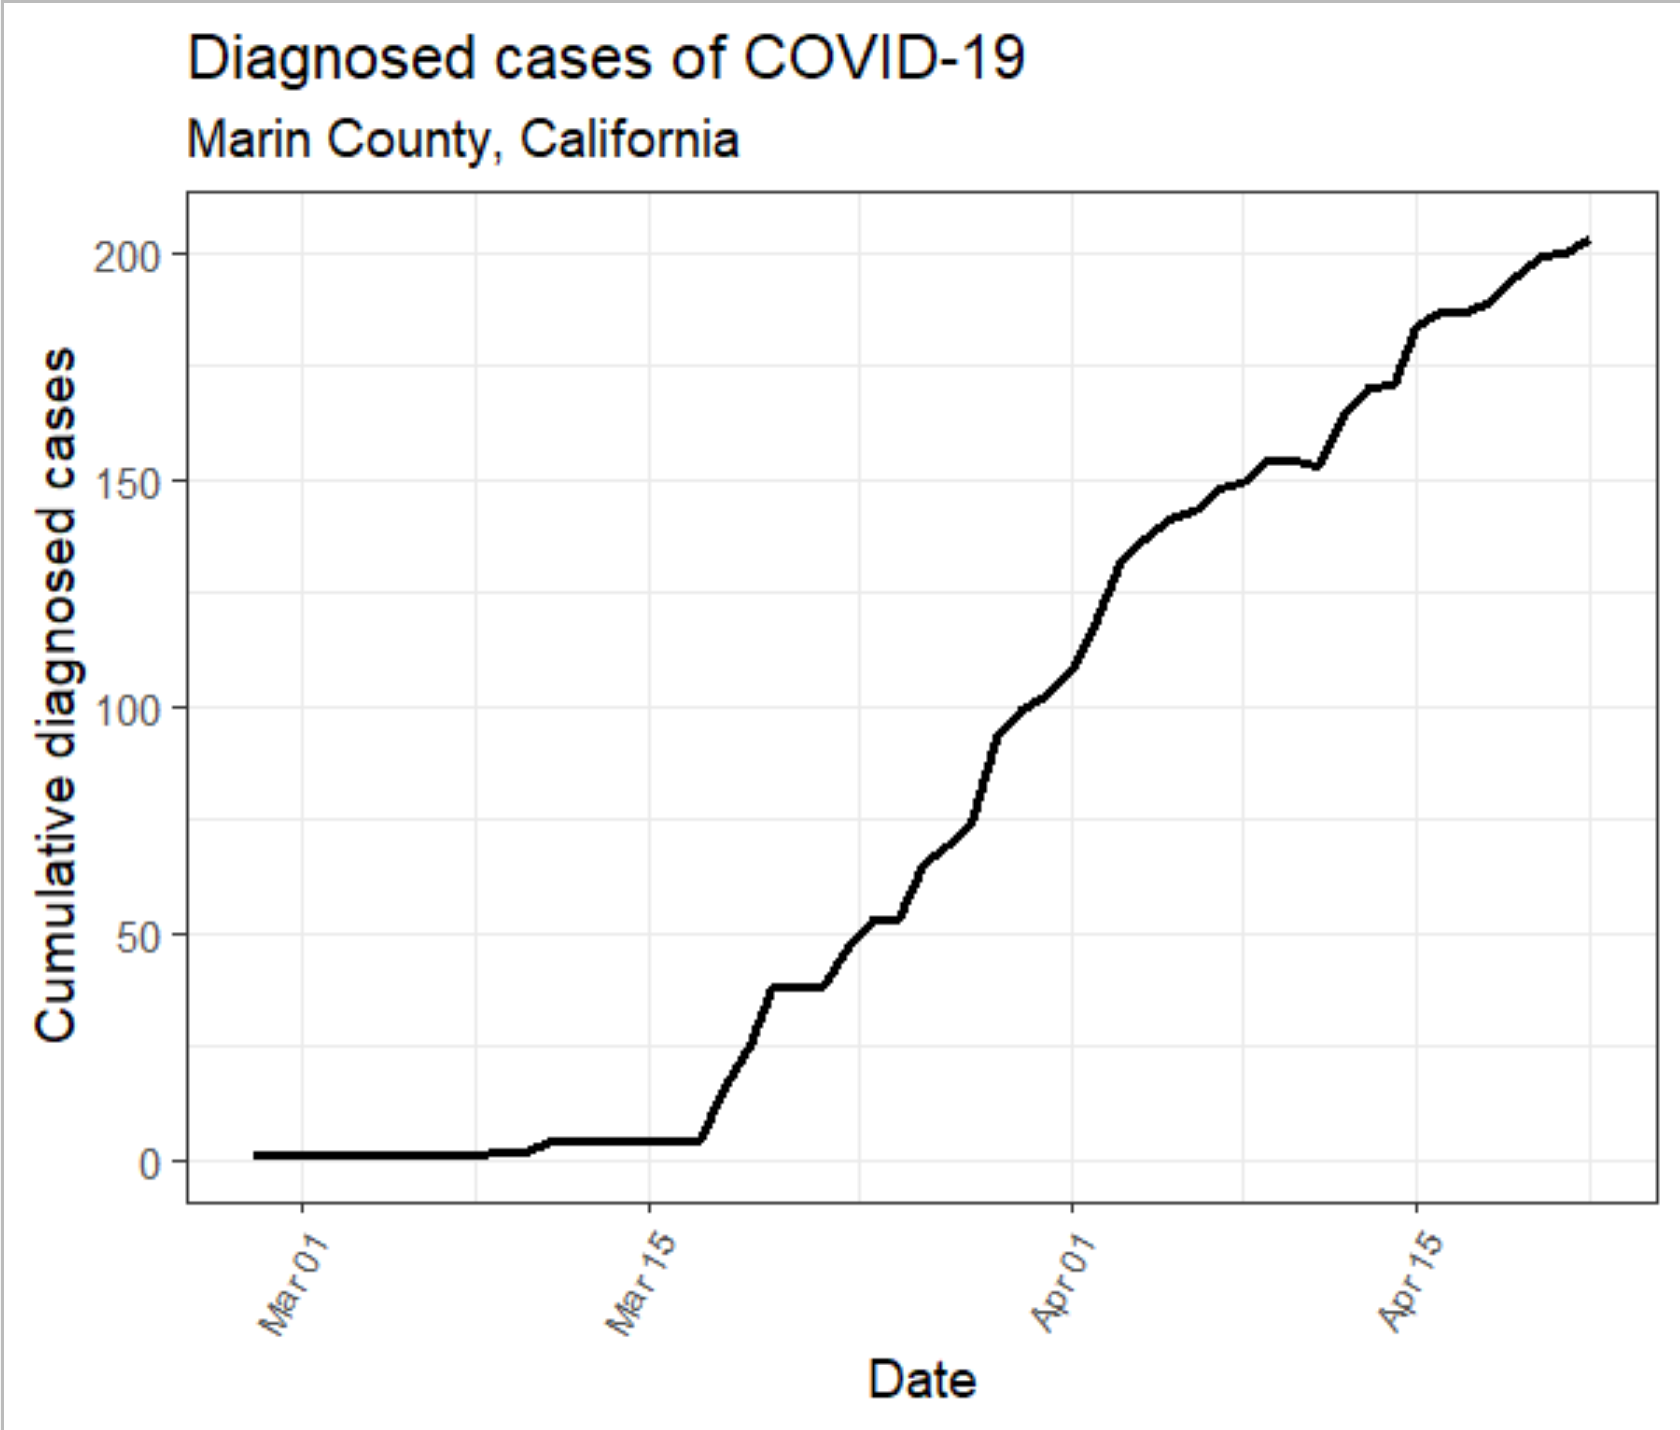 Diagnosed cases of COVID-19
Marin County, California
Cumulative diagnosed cases
200
150
100
50
0
Mar 01
Mar 15
Apr 01
Apr 15
Date